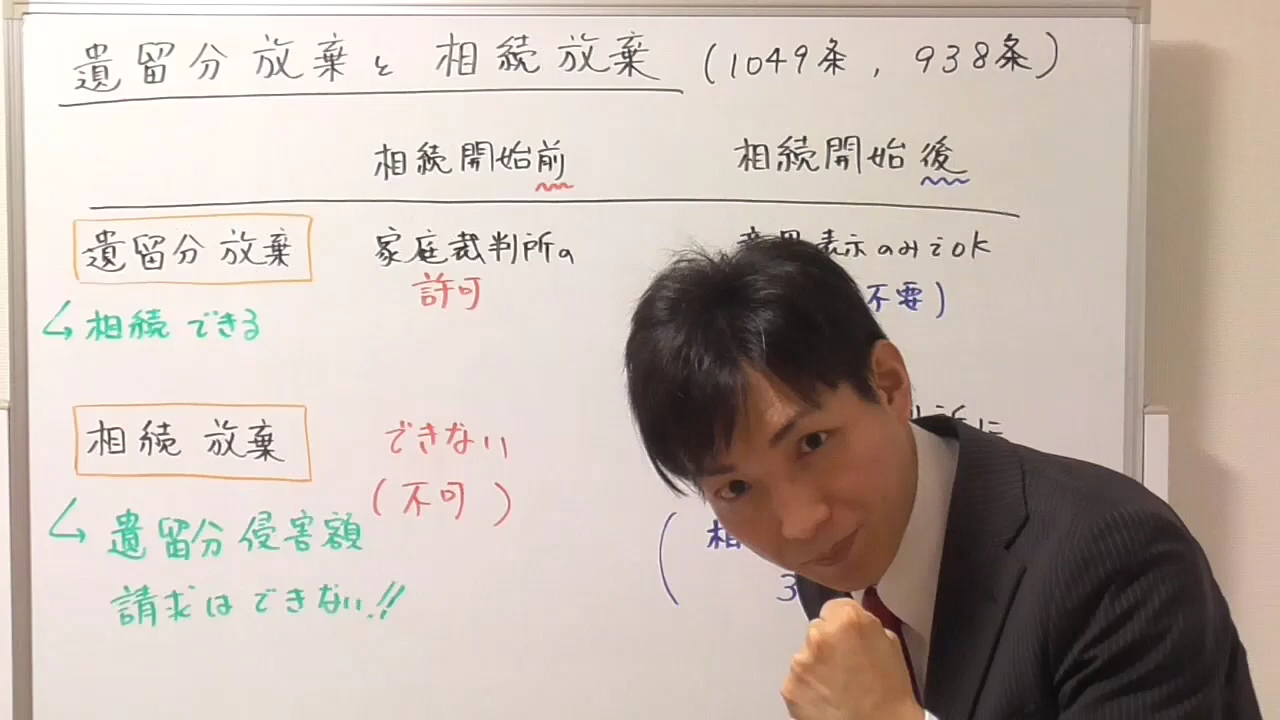 遺留分放棄と相続放棄 (1049条, 938条)
相続開始前 相続開始後
遺留分放棄 家庭裁判所の 表示のみでOK
許可 不要)
↳相続できる
相続放棄 できない に
(不可)
↳遺留分侵害額 (相
請求はできない!! 3